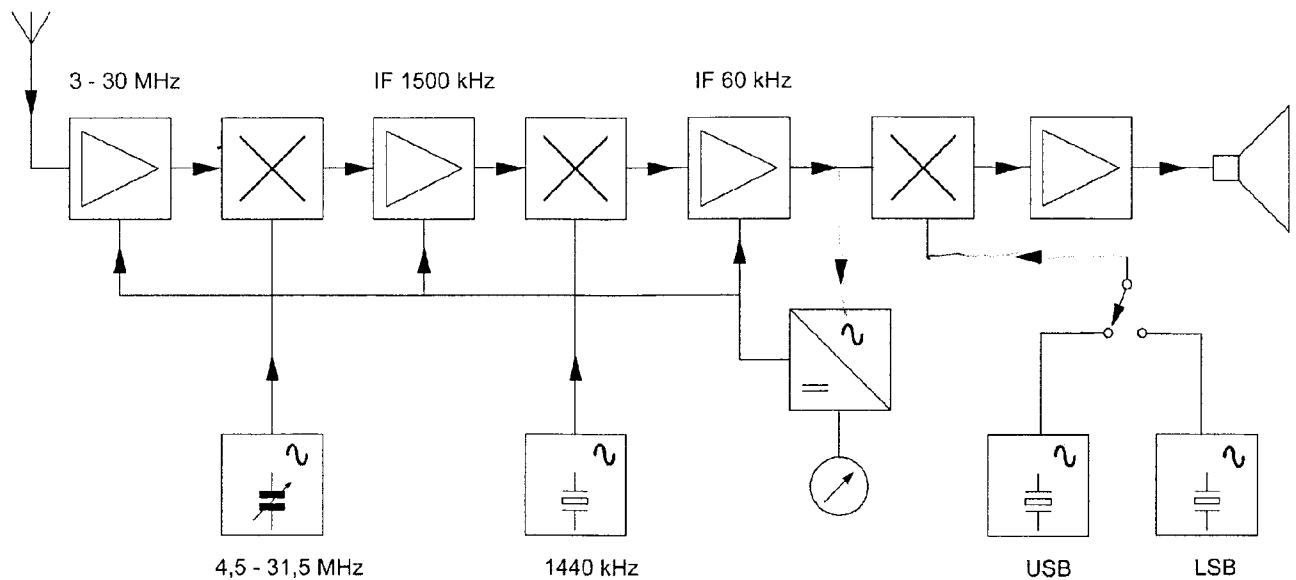 3 - 30 MHz
IF 1500 kHz
IF 60 kHz
4,5 - 31,5 MHz
1440 kHz
USB
LSB